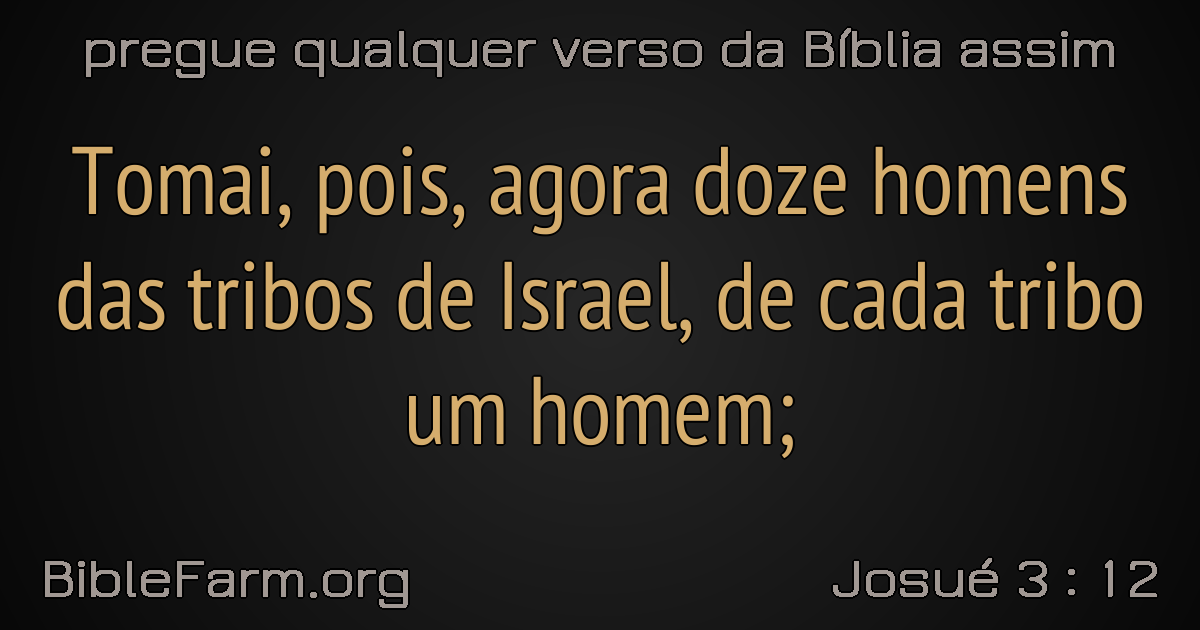 pregue qualquer verso da Bíblia assim
Tomai, pois, agora doze homens
das tribos de Israel, de cada tribo
um homem;
BibleFarm.org
Josué 3 : 12